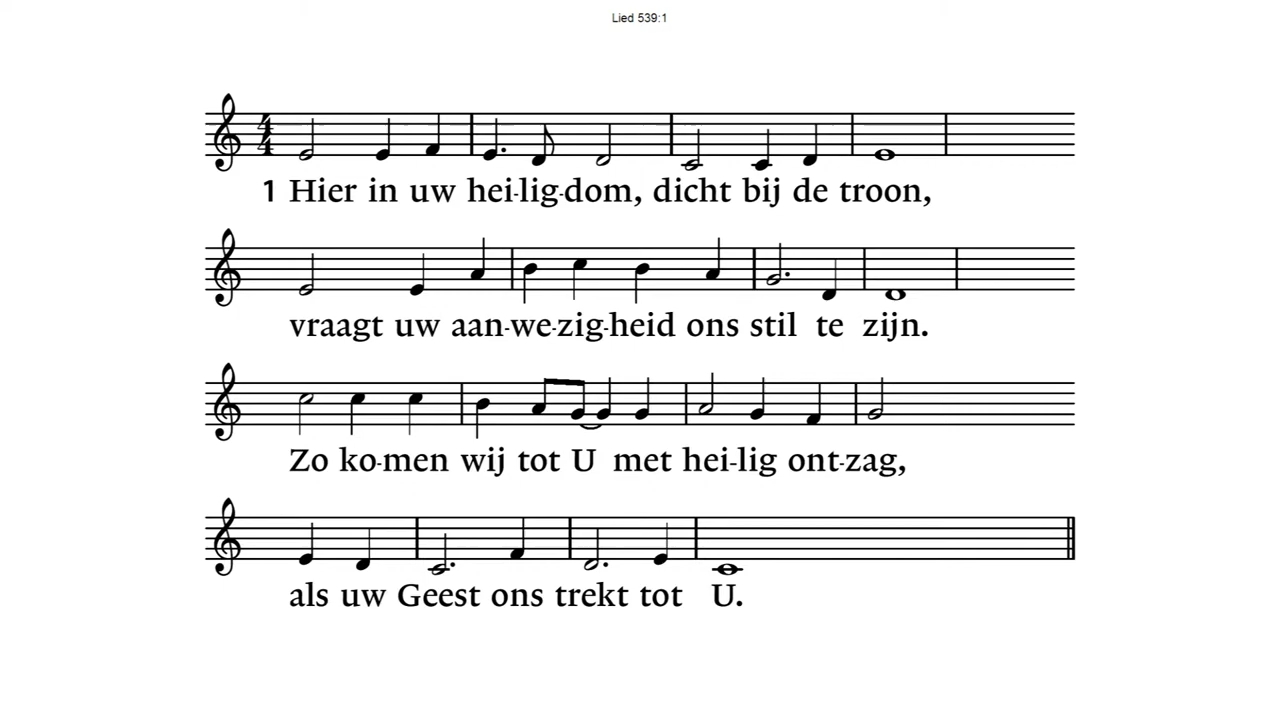 Lied 539:1
1 Hier in uw hei-lig-dom, dicht bij de troon,
vraagt uw aan-we-zig-heid ons stil te zijn.
Zo ko-men wij tot U met hei-lig ont-zag,
als uw Geest ons trekt tot U.